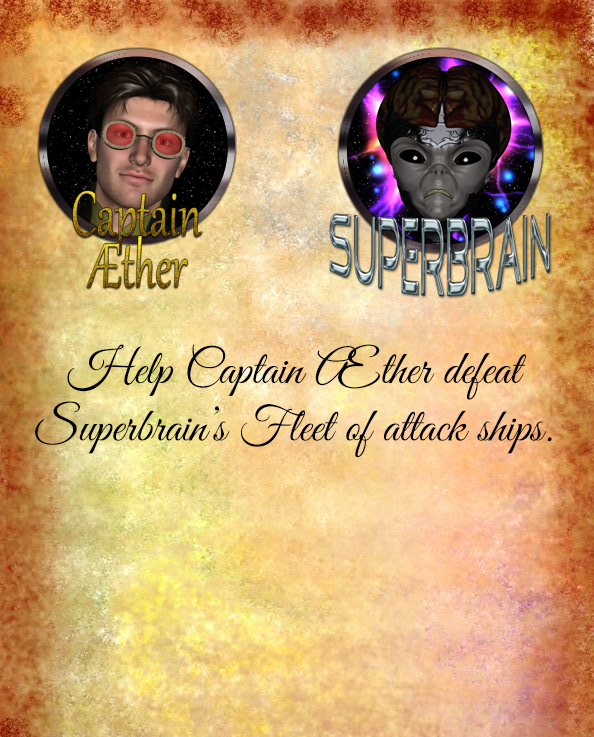 Captain
Æther
SUPERBRAIN
Help Captain Æther defeat
Superbrain's Fleet of attack ships.